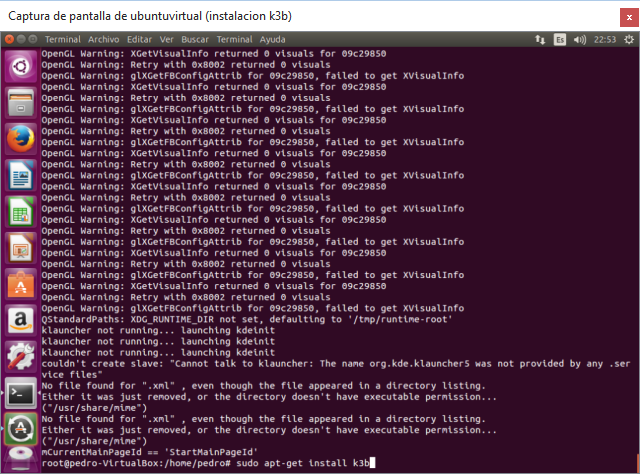 Captura de pantalla de ubuntuvirtual (instalacion k3b)
x
Terminal Archivo Editar Ver Buscar Terminal Ayuda Es 22:53
OpenGL Warning: XGetVisualInfo returned 0 visuals for 09c29850
OpenGL Warning: Retry with 0x8002 returned 0 visuals
OpenGL Warning: glXGetFBConfigAttrib for 09c29850, failed to get XVisualInfo
OpenGL Warning: XGetVisualInfo returned 0 visuals for 09c29850
OpenGL Warning: Retry with 0x8002 returned 0 visuals
OpenGL Warning: glXGetFBConfigAttrib for 09c29850, failed to get XVisualInfo
OpenGL Warning: XGetVisualInfo returned 0 visuals for 09c29850
OpenGL Warning: Retry with 0x8002 returned 0 visuals
OpenGL Warning: glXGetFBConfigAttrib for 09c29850, failed to get XVisualInfo
OpenGL Warning: XGetVisualInfo returned 0 visuals for 09c29850
OpenGL Warning: Retry with 0x8002 returned 0 visuals
OpenGL Warning: glXGetFBConfigAttrib for 09c29850, failed to get XVisualInfo
OpenGL Warning: XGetVisualInfo returned 0 visuals for 09c29850
OpenGL Warning: Retry with 0x8002 returned 0 visuals
OpenGL Warning: glXGetFBConfigAttrib for 09c29850, failed to get XVisualInfo
OpenGL Warning: XGetVisualInfo returned 0 visuals for 09c29850
OpenGL Warning: Retry with 0x8002 returned 0 visuals
OpenGL Warning: glXGetFBConfigAttrib for 09c29850, failed to get XVisualInfo
OpenGL Warning: XGetVisualInfo returned 0 visuals for 09c29850
OpenGL Warning: Retry with 0x8002 returned 0 visuals
OpenGL Warning: glXGetFBConfigAttrib for 09c29850, failed to get XVisualInfo
OpenGL Warning: XGetVisualInfo returned 0 visuals for 09c29850
OpenGL Warning: Retry with 0x8002 returned 0 visuals
OpenGL Warning: glXGetFBConfigAttrib for 09c29850, failed to get XVisualInfo
QStandardPaths: XDG_RUNTIME_DIR not set, defaulting to '/tmp/runtime-root'
klauncher not running... launching kdeinit
klauncher not running... launching kdeinit
klauncher not running... launching kdeinit
couldn't create slave: "Cannot talk to klauncher: The name org.kde.klauncher5 was not provided by any .ser
vice files"
No file found for ".xml" , even though the file appeared in a directory listing.
Either it was just removed, or the directory doesn't have executable permission...
("/usr/share/mime")
No file found for ".xml" , even though the file appeared in a directory listing.
Either it was just removed, or the directory doesn't have executable permission...
("/usr/share/mime")
mCurrentMainPageId == 'StartMainPageId'
root@pedro-VirtualBox:/home/pedro# sudo apt-get install k3b